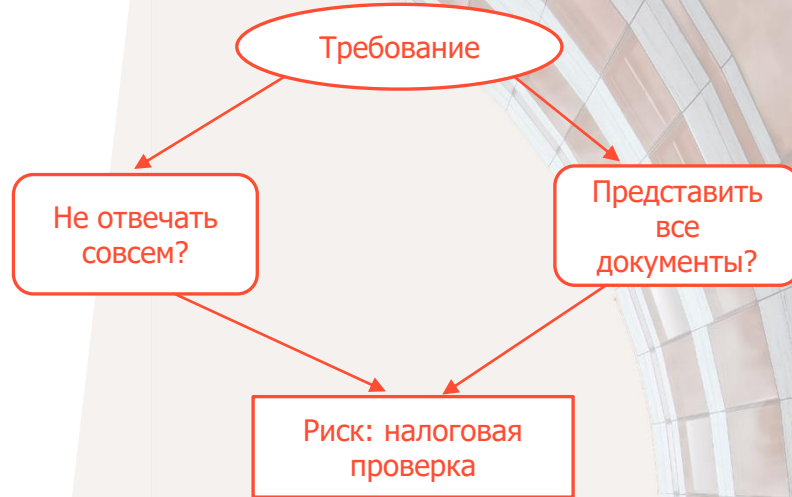 Требование
Не отвечать
совсем?
Представить
все
документы?
Риск: налоговая
проверка